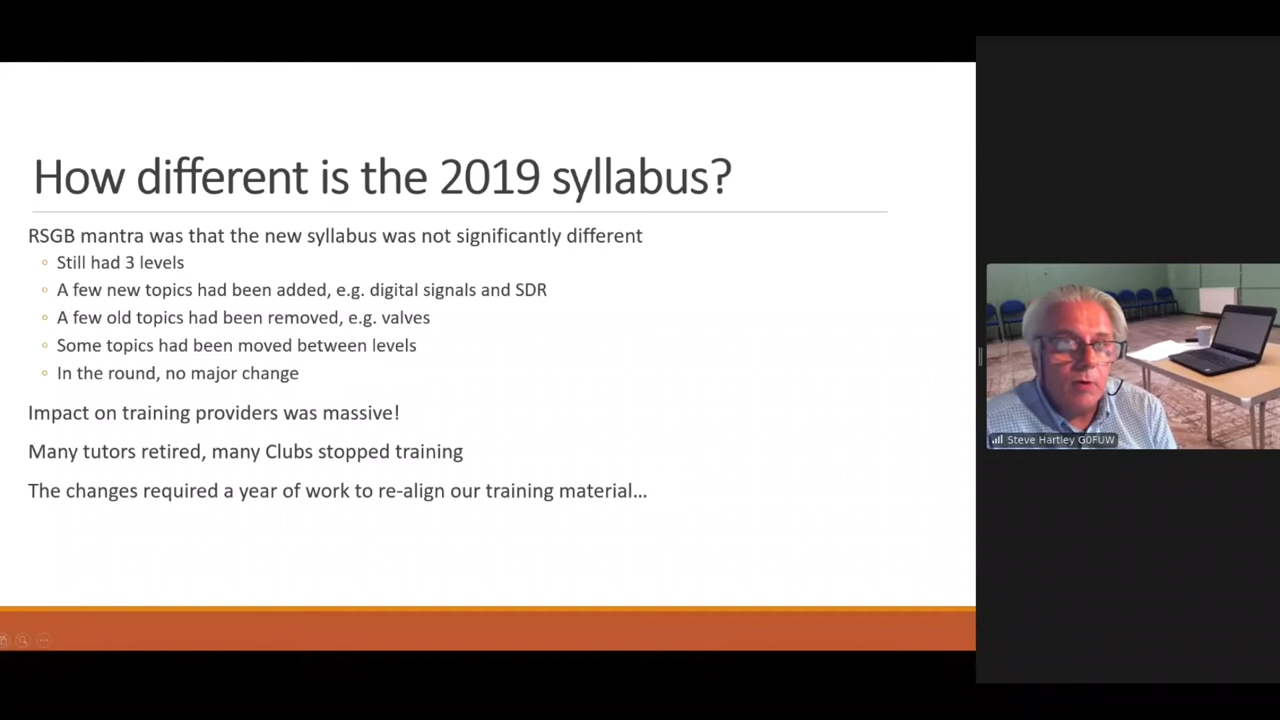 How different is the 2019 syllabus?
RSGB mantra was that the new syllabus was not significantly different
Still had 3 levels
A few new topics had been added, e.g. digital signals and SDR
A few old topics had been removed, e.g. valves
Some topics had been moved between levels
In the round, no major change
Impact on training providers was massive!
Many tutors retired, many Clubs stopped training
The changes required a year of work to re-align our training material...
Steve Hartley G0FUW